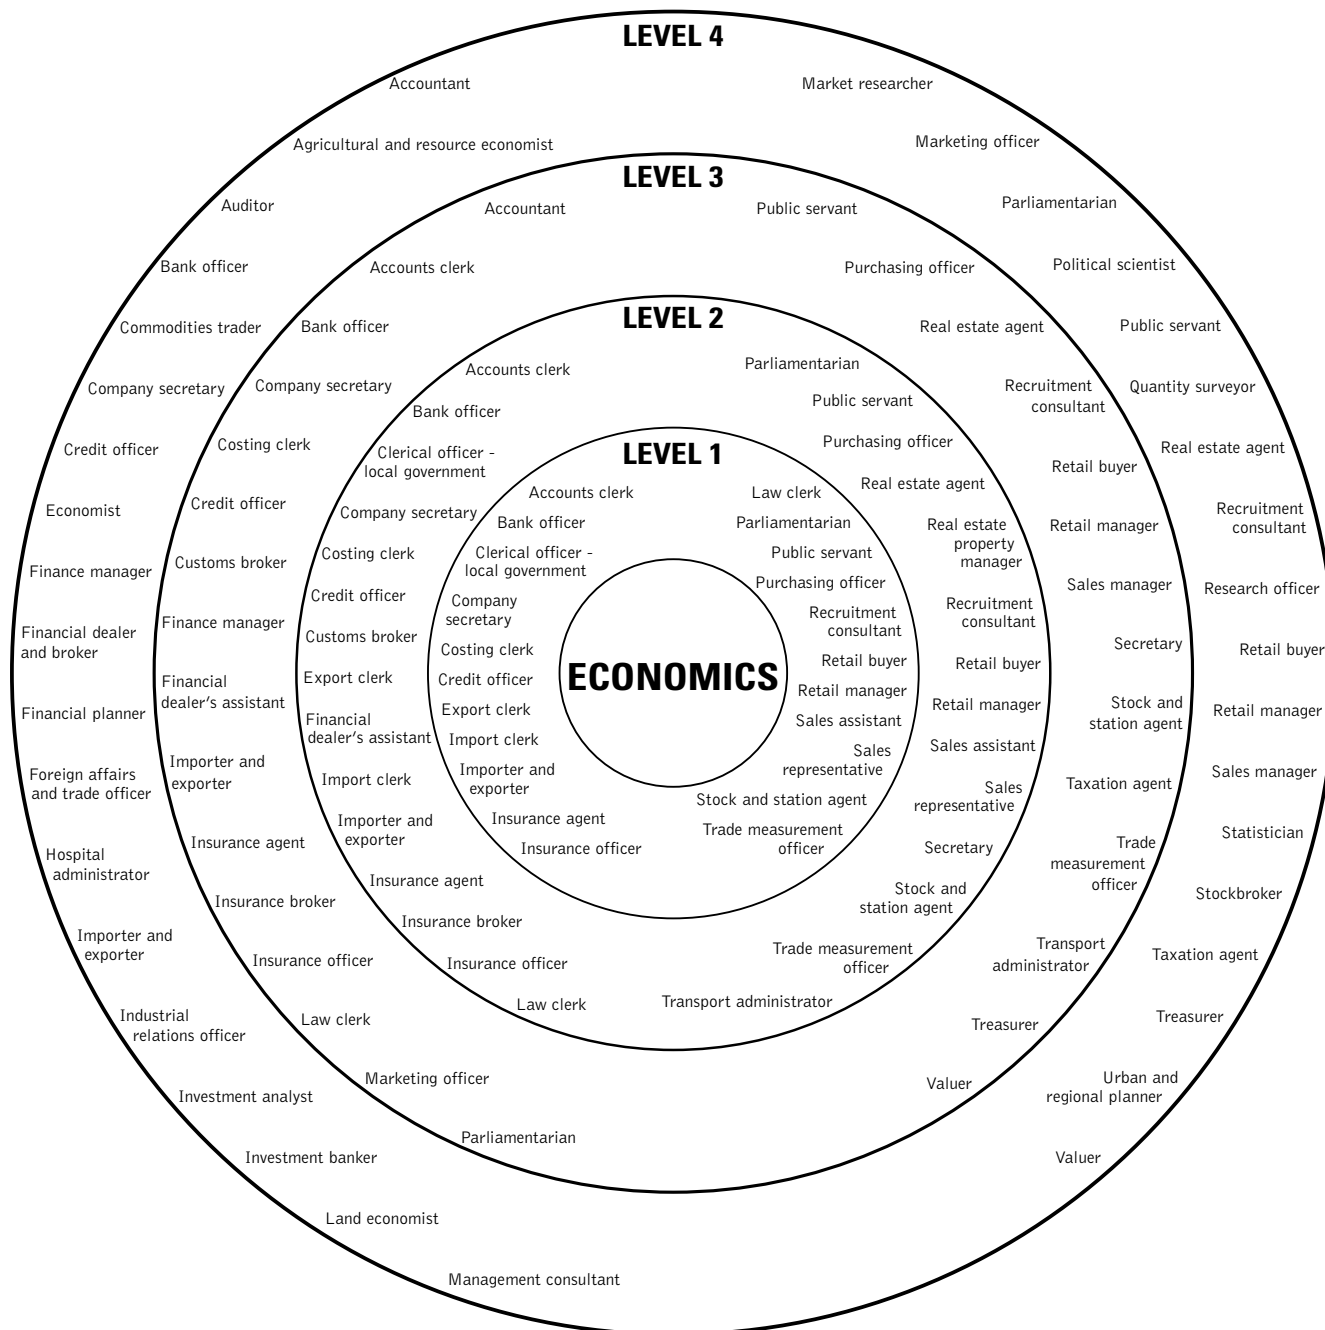 LEVEL 4
Accountant
Agricultural and resource economist
Auditor
Bank officer
Commodities trader
Company secretary
Credit officer
Economist
Finance manager
Financial dealer
and broker
Financial planner
Foreign affairs
and trade officer
Hospital
administrator
Importer and
exporter
Industrial
relations officer
Investment analyst
Investment banker
Land economist
Management consultant
Market researcher
Marketing officer
Parliamentarian
Political scientist
Public servant
Quantity surveyor
Real estate agent
Recruitment
consultant
Research officer
Retail buyer
Retail manager
Sales manager
Statistician
Stockbroker
Taxation agent
Treasurer
Urban and
regional planner
Valuer
LEVEL 3
Accountant
Accounts clerk
Bank officer
Company secretary
Costing clerk
Credit officer
Customs broker
Finance manager
Financial
dealer's assistant
Importer and
exporter
Insurance agent
Insurance broker
Insurance officer
Law clerk
Marketing officer
Parliamentarian
Public servant
Purchasing officer
Real estate agent
Recruitment
consultant
Retail buyer
Retail manager
Sales manager
Secretary
Stock and
station agent
Taxation agent
Trade
measurement
officer
Transport
administrator
Treasurer
Valuer
LEVEL 2
Accounts clerk
Bank officer
Clerical officer -
local government
Company secretary
Costing clerk
Credit officer
Customs broker
Export clerk
Financial
dealer's assistant
Import clerk
Importer and
exporter
Insurance agent
Insurance broker
Insurance officer
Law clerk
Parliamentarian
Public servant
Purchasing officer
Real estate agent
Real estate
property
manager
Recruitment
consultant
Retail buyer
Retail manager
Sales assistant
Sales
representative
Secretary
Stock and
station agent
Trade measurement
officer
Transport administrator
LEVEL 1
Accounts clerk
Bank officer
Clerical officer -
local government
Company
secretary
Costing clerk
Credit officer
Export clerk
Import clerk
Importer and
exporter
Insurance agent
Insurance officer
Law clerk
Parliamentarian
Public servant
Purchasing officer
Recruitment
consultant
Retail buyer
Retail manager
Sales assistant
Sales
representative
Stock and station agent
Trade measurement
officer
ECONOMICS